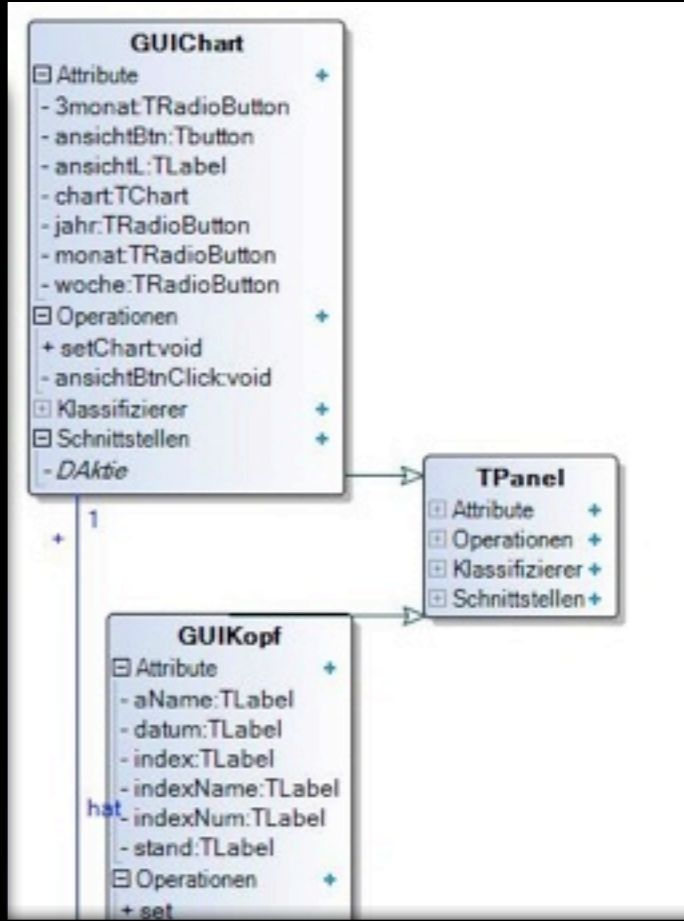 GUIChart
Attribute +
- 3monat:TRadioButton
- ansichtBtn:Tbutton
- ansichtL:TLabel
- chart:TChart
- jahr:TRadioButton
- monat:TRadioButton
- woche:TRadioButton
Operationen +
+ setChart:void
- ansichtBtnClick:void
Klassifizierer +
Schnittstellen +
- DAktie
1
+
TPanel
Attribute +
Operationen +
Klassifizierer +
Schnittstellen +
GUIKopf
Attribute +
- aName:TLabel
- datum:TLabel
- index:TLabel
- indexName:TLabel
hat
- indexNum:TLabel
- stand:TLabel
Operationen +
+ set